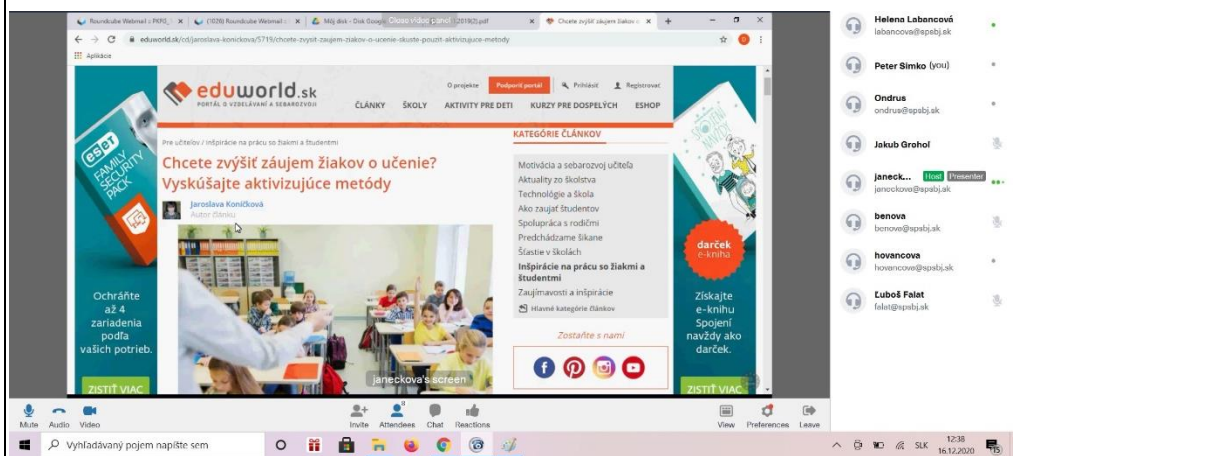 Roundcube Webmail :: PKFG_
(1026) Roundcube Webmail ::
Môj disk - Disk Goog
Close video panel
2019(2).pdf
Chcete zvýšiť záujem žiakov o
eduworld.sk/cd/jaroslava-konickova/5719/chcete-zvysit-zaujem-ziakov-o-ucenie-skuste-pouzit-aktivizujuce-metody
Aplikácie
eduworld.sk
PORTÁL O VZDELÁVANÍ A SEBAROZVOJI
O projekte
Podporiť portál
Prihlásiť
Registrovať
ČLÁNKY ŠKOLY AKTIVITY PRE DETI KURZY PRE DOSPELÝCH ESHOP
Pre učiteľov / Inšpirácie na prácu so žiakmi a študentmi
Chcete zvýšiť záujem žiakov o učenie?
Vyskúšajte aktivizujúce metódy
Jaroslava Koníčková
Autor článku
KATEGÓRIE ČLÁNKOV
Motivácia a sebarozvoj učiteľa
Aktuality zo školstva
Technológie a škola
Ako zaujať študentov
Spolupráca s rodičmi
Predchádzame šikane
Šťastie v školách
Inšpirácie na prácu so žiakmi a
študentmi
Zaujímavosti a inšpirácie
Hlavné kategórie článkov
Zostaňte s nami
eset
FAMILY
SECURITY
PACK
Ochráňte
až 4
zariadenia
podľa
vašich potrieb.
ZISTIŤ VIAC
SPOJENÍ
NAVŽDY
darček
e-kniha
Získajte
e-knihu
Spojení
navždy ako
darček.
ZISTIŤ VIAC
janeckova's screen
Helena Labancová
labancova@spsbj.sk
Peter Simko (you)
Ondrus
ondrus@spsbj.sk
Jakub Grohoľ
janeck... Host Presenter
janeckova@spsbj.sk
benova
benova@spsbj.sk
hovancova
hovancova@spsbj.sk
Ľuboš Falat
falat@spsbj.sk
Mute Audio Video
Invite Attendees Chat Reactions
8
View Preferences Leave
Vyhľadávaný pojem napíšte sem
SLK
12:38
16.12.2020
15